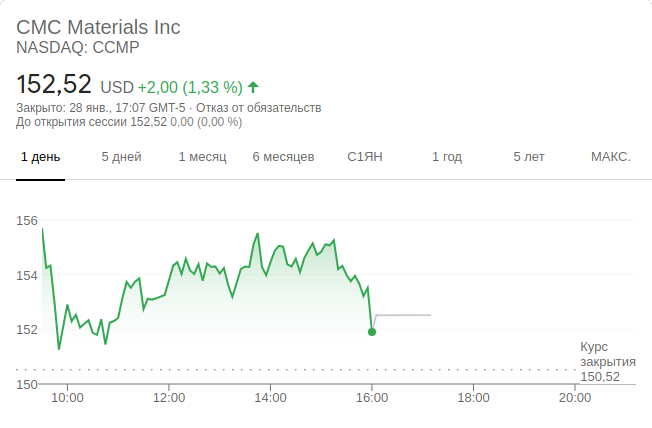 CMC Materials Inc
NASDAQ: CCMP
152,52 USD +2,00 (1,33 %)
Закрыто: 28 янв., 17:07 GMT-5 · Отказ от обязательств
До открытия сессии 152,52 0,00 (0,00 %)
1 день 5 дней 1 месяц 6 месяцев С1ЯН 1 год 5 лет МАКС.
156
154
152
Курс
закрытия
150,52
150
10:00 12:00 14:00 16:00 18:00 20:00